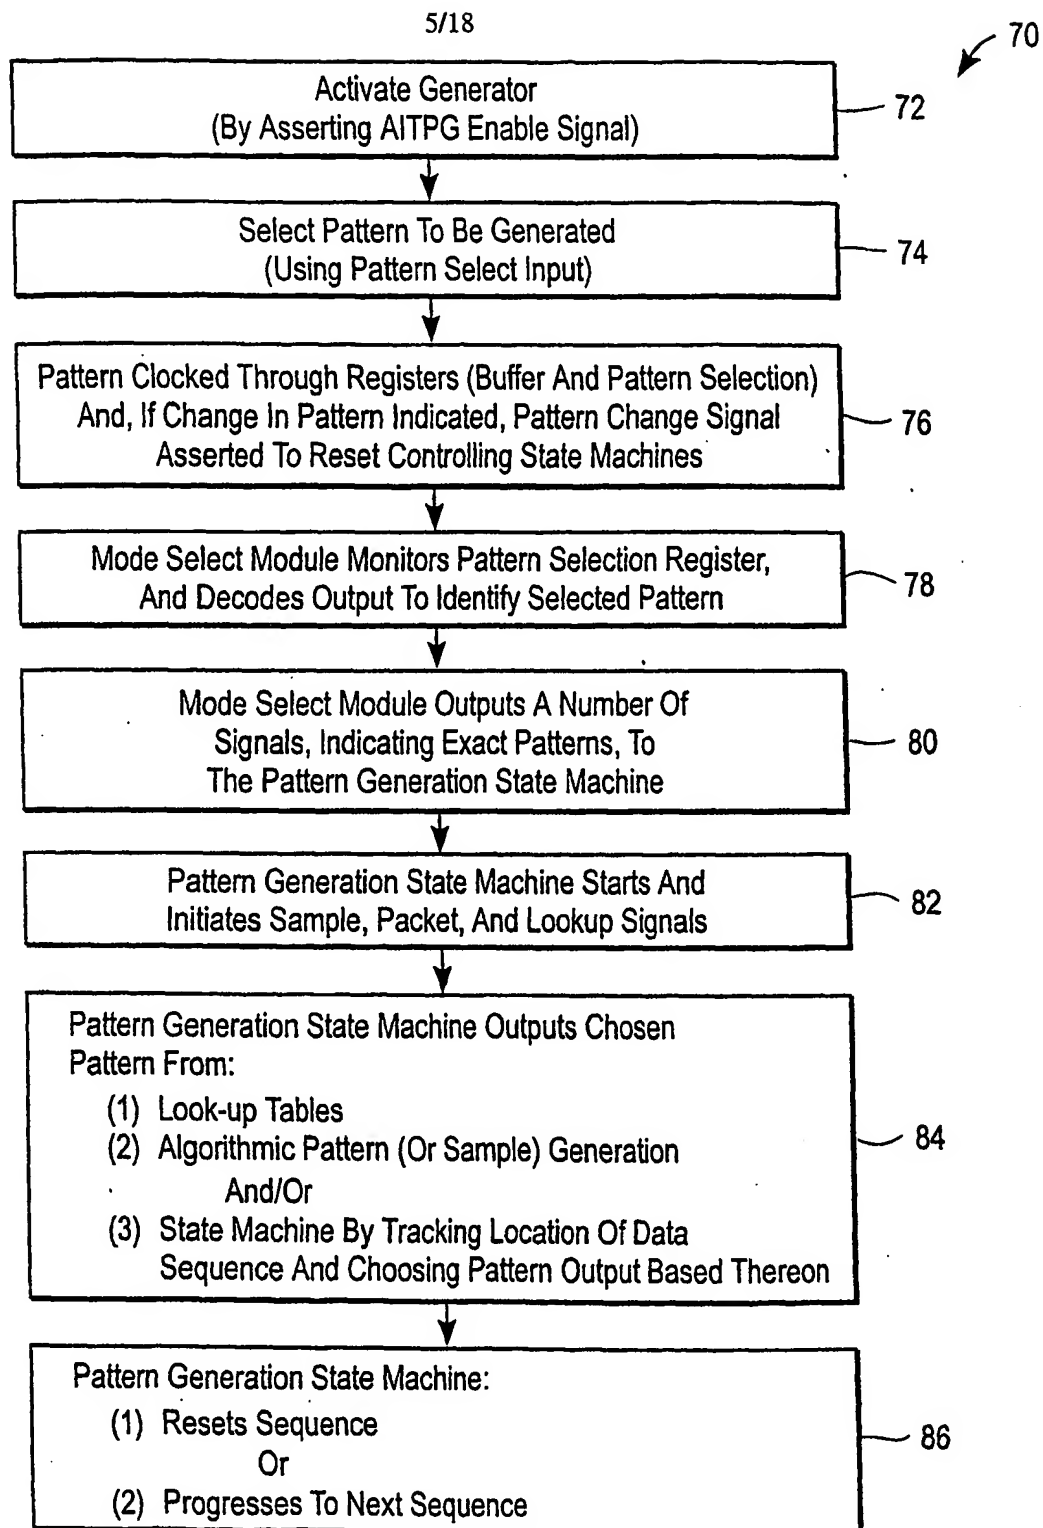 5/18
70
Activate Generator
(By Asserting AITPG Enable Signal)
72
Select Pattern To Be Generated
(Using Pattern Select Input)
74
Pattern Clocked Through Registers (Buffer And Pattern Selection)
And, If Change In Pattern Indicated, Pattern Change Signal
Asserted To Reset Controlling State Machines
76
Mode Select Module Monitors Pattern Selection Register,
And Decodes Output To Identify Selected Pattern
78
Mode Select Module Outputs A Number Of
Signals, Indicating Exact Patterns, To
The Pattern Generation State Machine
80
Pattern Generation State Machine Starts And
Initiates Sample, Packet, And Lookup Signals
82
Pattern Generation State Machine Outputs Chosen
Pattern From:
(1) Look-up Tables
(2) Algorithmic Pattern (Or Sample) Generation
And/Or
(3) State Machine By Tracking Location Of Data
Sequence And Choosing Pattern Output Based Thereon
84
Pattern Generation State Machine:
(1) Resets Sequence
Or
(2) Progresses To Next Sequence
86